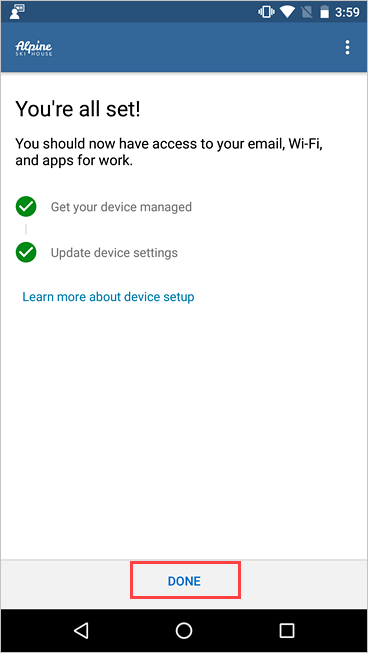 3:59
Alpine
SKI HOUSE
You're all set!
You should now have access to your email, Wi-Fi,
and apps for work.
Get your device managed
Update device settings
Learn more about device setup
DONE